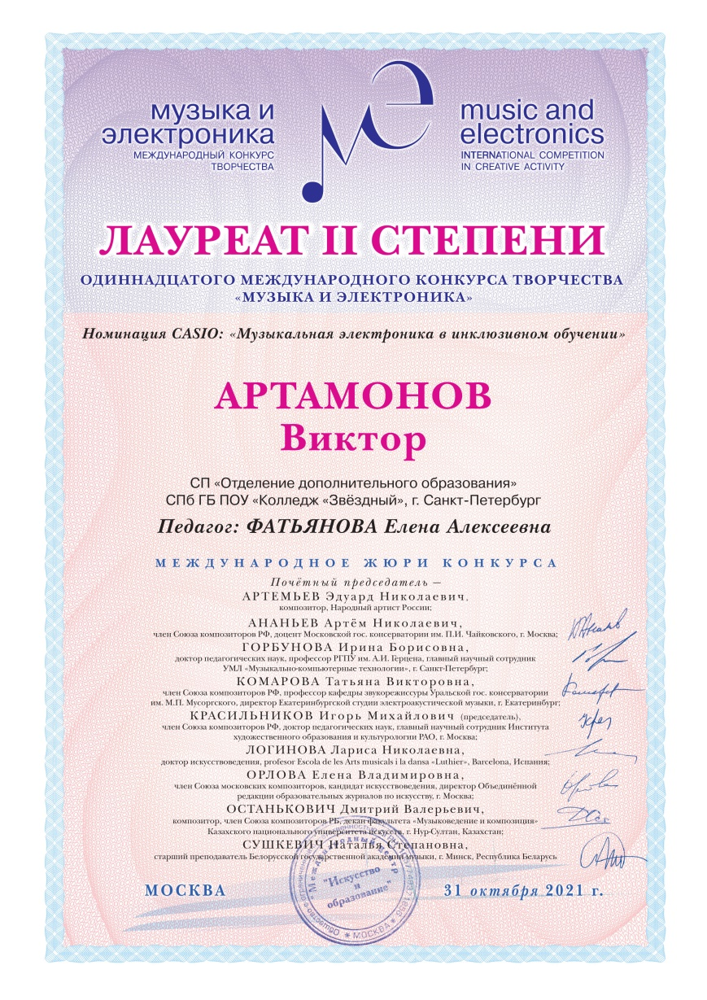 музыка и
электроника
МЕЖДУНАРОДНЫЙ КОНКУРС
ТВОРЧЕСТВА
music and
electronics
INTERNATIONAL COMPETITION
IN CREATIVE ACTIVITY
ЛАУРЕАТ II СТЕПЕНИ
ОДИННАДЦАТОГО МЕЖДУНАРОДНОГО КОНКУРСА ТВОРЧЕСТВА
«МУЗЫКА И ЭЛЕКТРОНИКА»
Номинация CASIO: «Музыкальная электроника в инклюзивном обучении»
АРТАМОНОВ
Виктор
СП «Отделение дополнительного образования»
СПб ГБ ПОУ «Колледж «Звёздный», г. Санкт-Петербург
Педагог: ФАТЬЯНОВА Елена Алексеевна
МЕЖДУНАРОДНОЕ ЖЮРИ КОНКУРСА
Почётный председатель —
АРТЕМЬЕВ Эдуард Николаевич,
композитор, Народный артист России;
АНАНЬЕВ Артём Николаевич,
член Союза композиторов РФ, доцент Московской гос. консерватории им. П.И. Чайковского, г. Москва;
ГОРБУНОВА Ирина Борисовна,
доктор педагогических наук, профессор РГПУ им. А.И. Герцена, главный научный сотрудник
УМЛ «Музыкально-компьютерные технологии», г. Санкт-Петербург;
КОМАРОВА Татьяна Викторовна,
член Союза композиторов РФ, профессор кафедры звукорежиссуры Уральской гос. консерватории
им. М.П. Мусоргского, директор Екатеринбургской студии электроакустической музыки, г. Екатеринбург;
КРАСИЛЬНИКОВ Игорь Михайлович (председатель),
член Союза композиторов РФ, доктор педагогических наук, главный научный сотрудник Института
художественного образования и культурологии РАО, г. Москва;
ЛОГИНОВА Лариса Николаевна,
доктор искусствоведения, profesor Escola de les Arts musicals i la dansa «Luthier», Barcelona, Испания;
ОРЛОВА Елена Владимировна,
член Союза московских композиторов, кандидат искусствоведения, директор Объединённой
редакции образовательных журналов по искусству, г. Москва;
ОСТАНЬКОВИЧ Дмитрий Валерьевич,
композитор, член Союза композиторов РБ, декан факультета «Музыковедение и композиция»
Казахского национального университета искусств, г. Нур-Султан, Казахстан;
СУШКЕВИЧ Наталья Степановна,
старший преподаватель Белорусской государственной академии музыки, г. Минск, Республика Беларусь
"Международный центр
"Искусство
и
образование"
* МОСКВА *
МОСКВА
31 октября 2021 г.